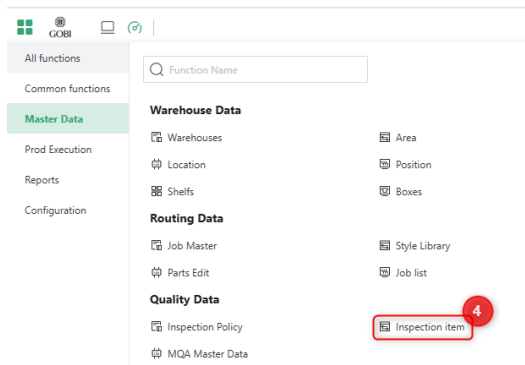 GOBI
All functions
Function Name
Common functions
Warehouse Data
Master Data
Warehouses
Area
Prod Execution
Location
Position
Reports
Shelfs
Boxes
Configuration
Routing Data
Job Master
Style Library
Parts Edit
Job list
Quality Data
4
Inspection Policy
Inspection item
MQA Master Data